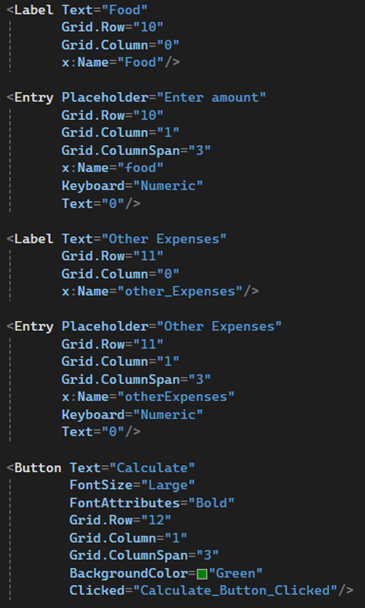 <Label Text="Food"
Grid.Row="10"
Grid.Column="0"
x:Name="Food"/>
<Entry Placeholder="Enter amount"
Grid.Row="10"
Grid.Column="1"
Grid.ColumnSpan="3"
x:Name="food"
Keyboard="Numeric"
Text="0"/>
<Label Text="Other Expenses"
Grid.Row="11"
Grid.Column="0"
x:Name="other_Expenses"/>
<Entry Placeholder="Other Expenses"
Grid.Row="11"
Grid.Column="1"
Grid.ColumnSpan="3"
x:Name="otherExpenses"
Keyboard="Numeric"
Text="0"/>
<Button Text="Calculate"
FontSize="Large"
FontAttributes="Bold"
Grid.Row="12"
Grid.Column="1"
Grid.ColumnSpan="3"
BackgroundColor="Green"
Clicked="Calculate_Button_Clicked"/>